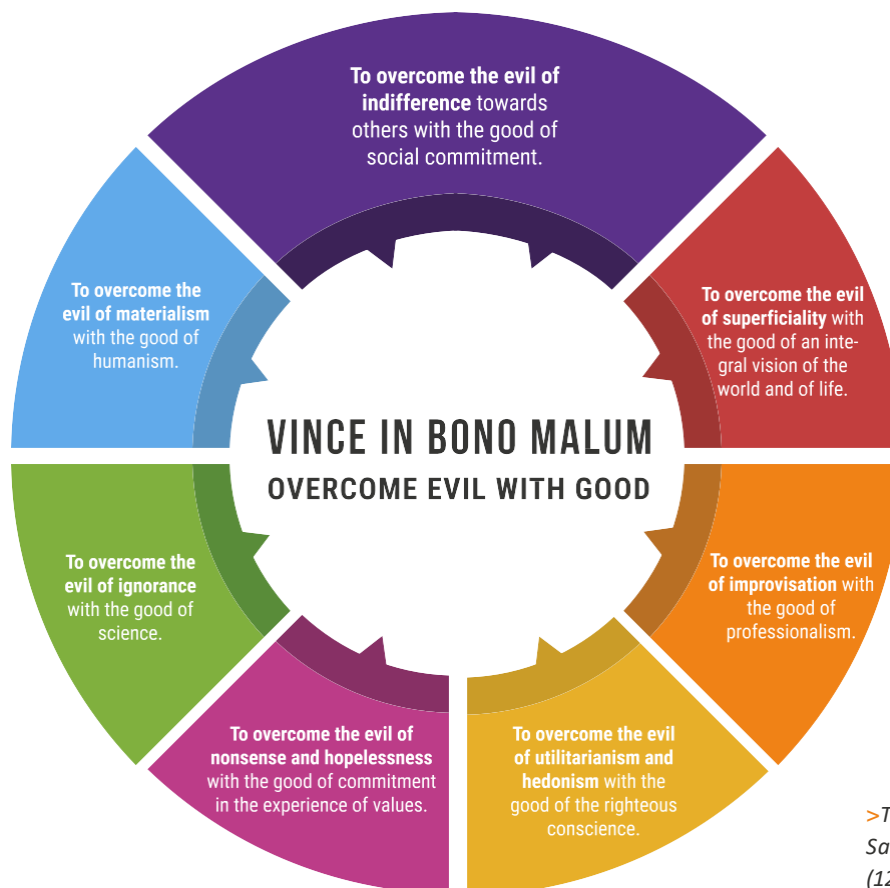 To overcome the evil of
indifference towards
others with the good of
social commitment.
To overcome the
evil of materialism
with the good of
humanism.
To overcome the evil
of superficiality with
the good of an inte-
gral vision of the
world and of life.
VINCE IN BONO MALUM
OVERCOME EVIL WITH GOOD
To overcome the
evil of ignorance
with the good of
science.
To overcome the evil
of improvisation with
the good of
professionalism.
To overcome the evil of
nonsense and hopelessness
with the good of commitment
in the experience of values.
To overcome the evil
of utilitarianism and
hedonism with the
good of the righteous
conscience.
>T
Sa
(12